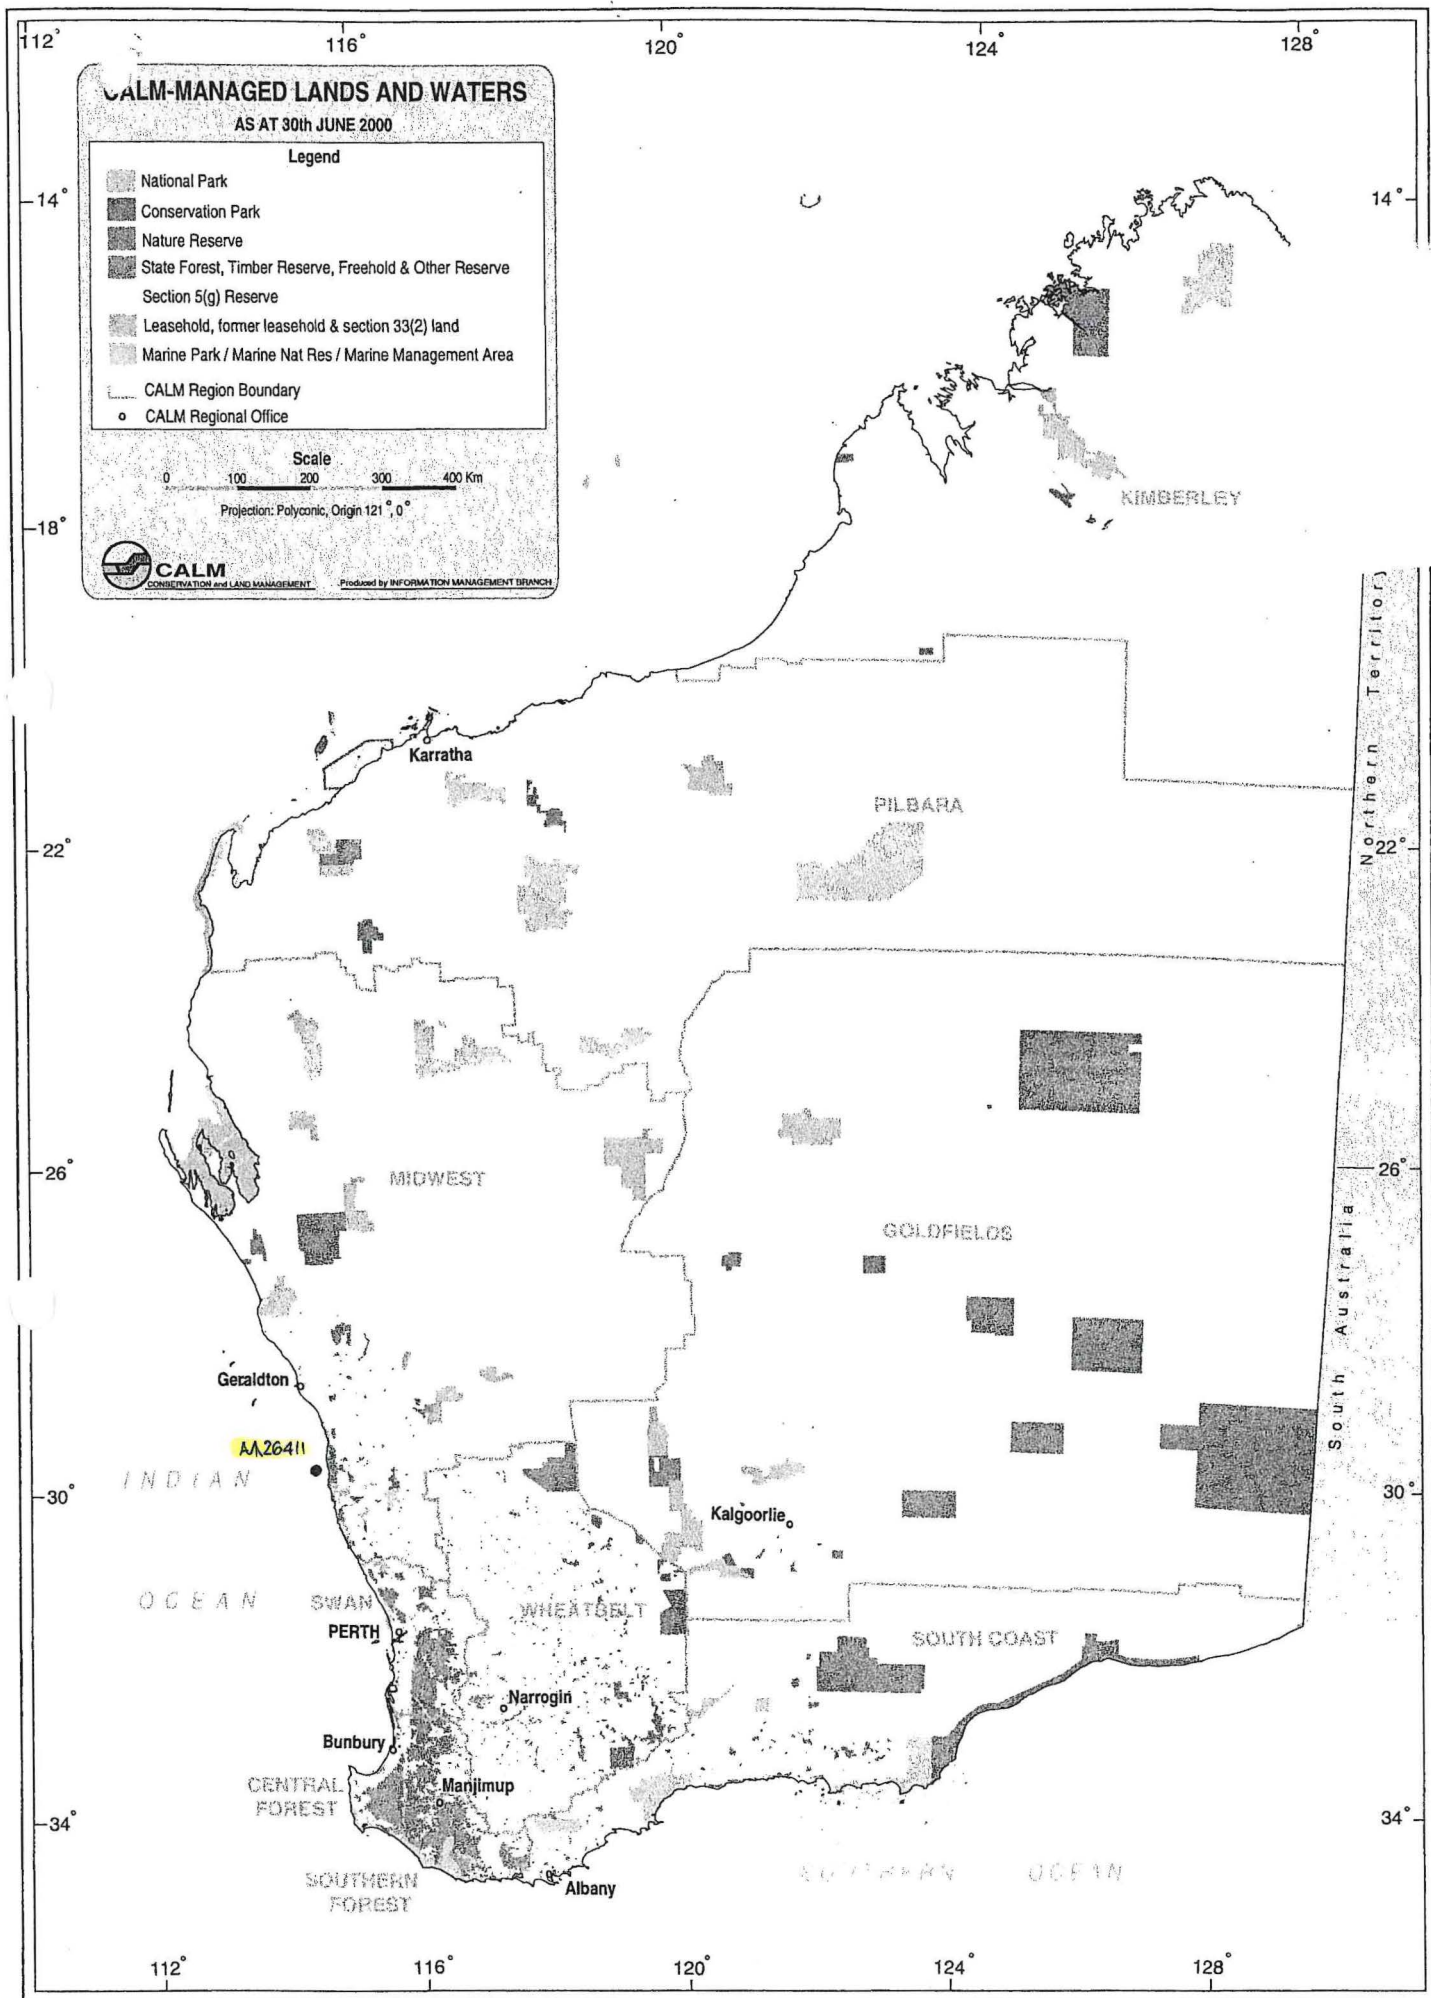 112° 116° 120° 124° 128°
CALM-MANAGED LANDS AND WATERS
AS AT 30th JUNE 2000
Legend
National Park
Conservation Park
Nature Reserve
State Forest, Timber Reserve, Freehold & Other Reserve
Section 5(g) Reserve
Leasehold, former leasehold & section 33(2) land
Marine Park / Marine Nat Res / Marine Management Area
CALM Region Boundary
CALM Regional Office
Scale
0 100 200 300 400 Km
Projection: Polyconic, Origin 121°, 0°
CALM
CONSERVATION and LAND MANAGEMENT
Produced by INFORMATION MANAGEMENT BRANCH
14° 14°
KIMBERLEY
18°
Northern Territory
Karratha
PILBARA
22° 22°
MIDWEST
26° 26°
GOLDFIELDS
South Australia
Geraldton
26411
INDIAN
30° 30°
Kalgoorlie
OCEAN
SWAN
WHEATBELT
PERTH
SOUTH COAST
Narrogin
Bunbury
CENTRAL
FOREST
Manjimup
34° 34°
SOUTHERN
FOREST
Albany
SOUTHERN OCEAN
112° 116° 120° 124° 128°